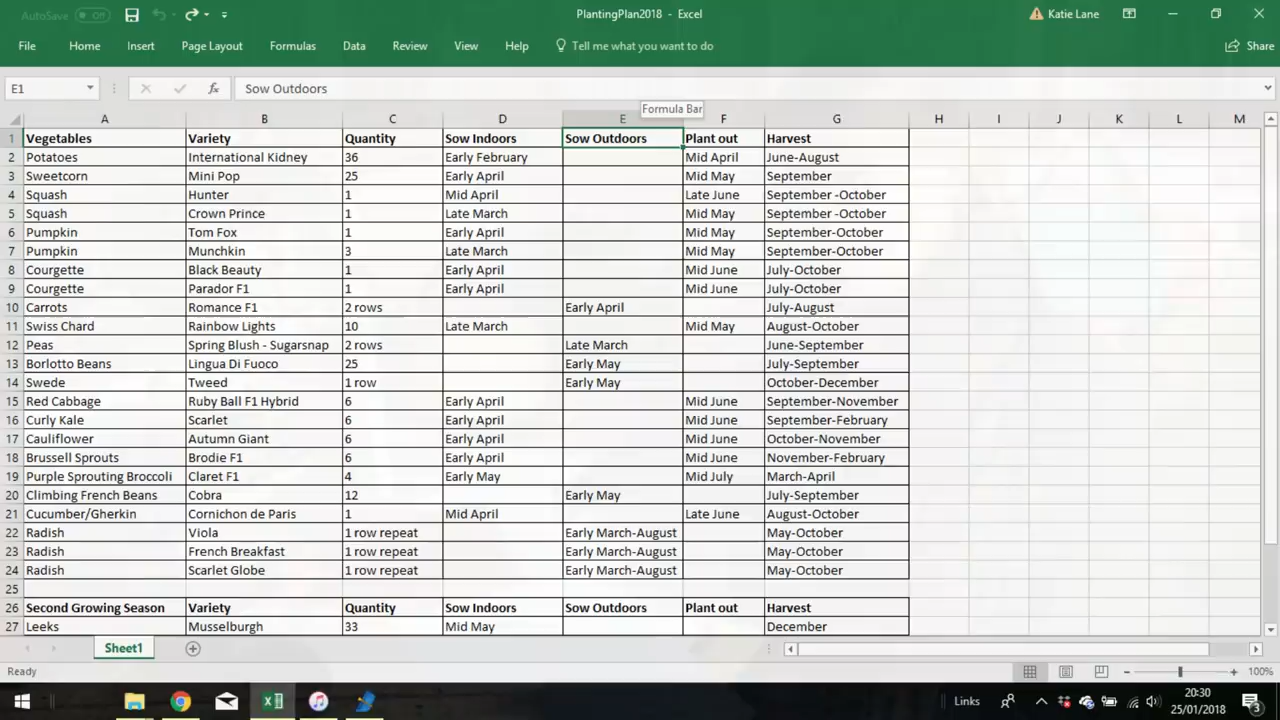 AutoSave Off PlantingPlan2018 - Excel Katie Lane
File Home Insert Page Layout Formulas Data Review View Help Tell me what you want to do Share
E1 fx Sow Outdoors
Formula Bar
A B C D E F G H I J K L M
1 Vegetables Variety Quantity Sow Indoors Sow Outdoors Plant out Harvest
2 Potatoes International Kidney 36 Early February Mid April June-August
3 Sweetcorn Mini Pop 25 Early April Mid May September
4 Squash Hunter 1 Mid April Late June September -October
5 Squash Crown Prince 1 Late March Mid May September -October
6 Pumpkin Tom Fox 1 Early April Mid May September-October
7 Pumpkin Munchkin 3 Late March Mid May September-October
8 Courgette Black Beauty 1 Early April Mid June July-October
9 Courgette Parador F1 1 Early April Mid June July-October
10 Carrots Romance F1 2 rows Early April July-August
11 Swiss Chard Rainbow Lights 10 Late March Mid May August-October
12 Peas Spring Blush - Sugarsnap 2 rows Late March June-September
13 Borlotto Beans Lingua Di Fuoco 25 Early May July-September
14 Swede Tweed 1 row Early May October-December
15 Red Cabbage Ruby Ball F1 Hybrid 6 Early April Mid June September-November
16 Curly Kale Scarlet 6 Early April Mid June September-February
17 Cauliflower Autumn Giant 6 Early April Mid June October-November
18 Brussell Sprouts Brodie F1 6 Early April Mid June November-February
19 Purple Sprouting Broccoli Claret F1 4 Early May Mid July March-April
20 Climbing French Beans Cobra 12 Early May July-September
21 Cucumber/Gherkin Cornichon de Paris 1 Mid April Late June August-October
22 Radish Viola 1 row repeat Early March-August May-October
23 Radish French Breakfast 1 row repeat Early March-August May-October
24 Radish Scarlet Globe 1 row repeat Early March-August May-October
25
26 Second Growing Season Variety Quantity Sow Indoors Sow Outdoors Plant out Harvest
27 Leeks Musselburgh 33 Mid May December
Sheet1
Ready 100%
Links 20:30
25/01/2018 3